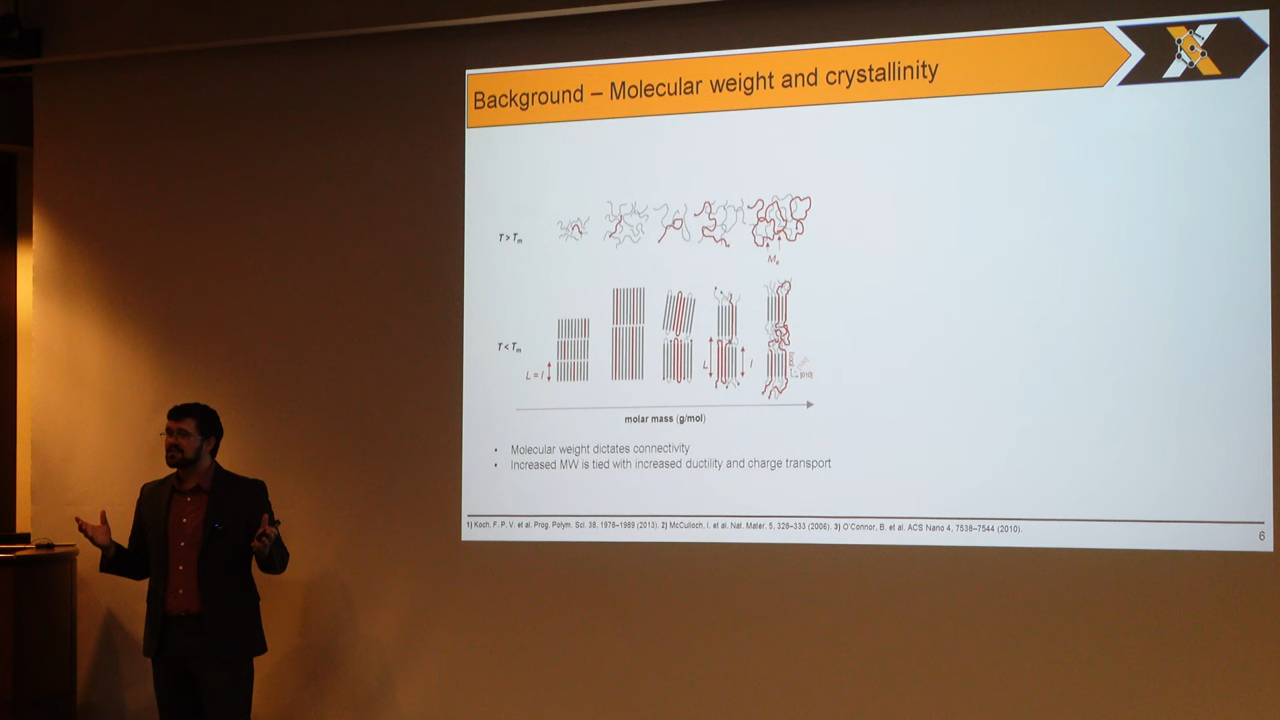 Background – Molecular weight and crystallinity
T > Tm
Me
T < Tm
L = l
L
l
[001]
[010]
molar mass (g/mol)
• Molecular weight dictates connectivity
• Increased MW is tied with increased ductility and charge transport
1) Koch, F. P. V. et al. Prog. Polym. Sci. 38, 1978–1989 (2013). 2) McCulloch, I. et al. Nat. Mater. 5, 328–333 (2006). 3) O'Connor, B. et al. ACS Nano 4, 7538–7544 (2010).
6